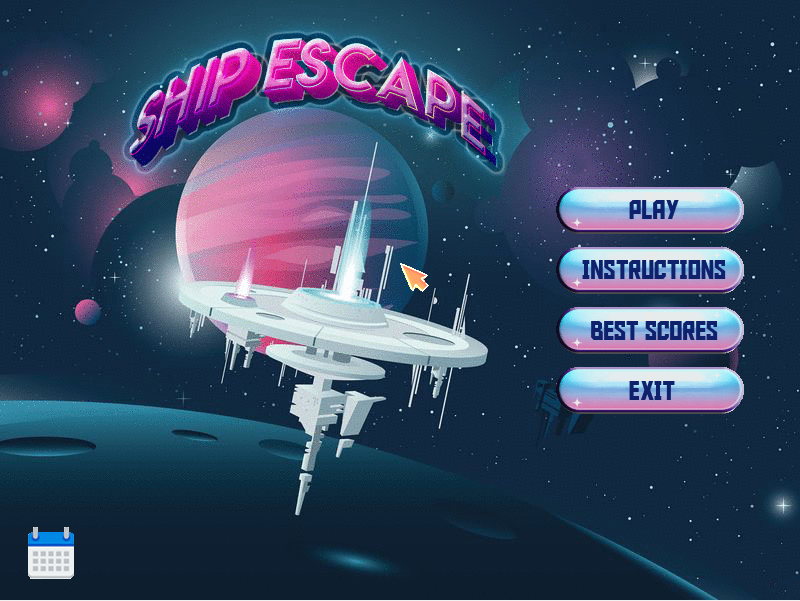 SHIP ESCAPE
PLAY
INSTRUCTIONS
BEST SCORES
EXIT